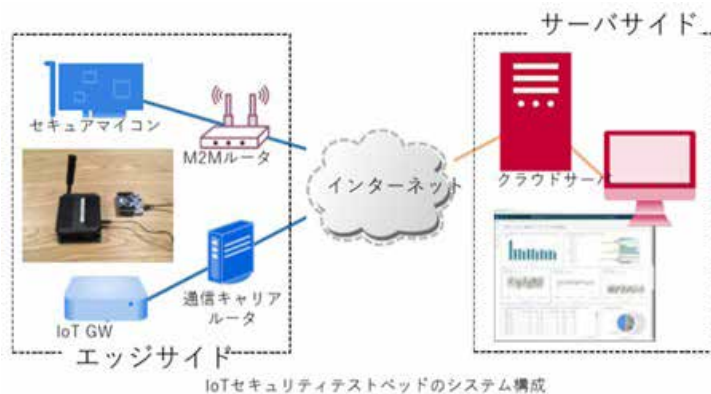 サーバサイド
セキュアマイコン
M2Mルータ
インターネット
クラウドサーバ
通信キャリア
ルータ
IoT GW
エッジサイド
IoTセキュリティテストベッドのシステム構成